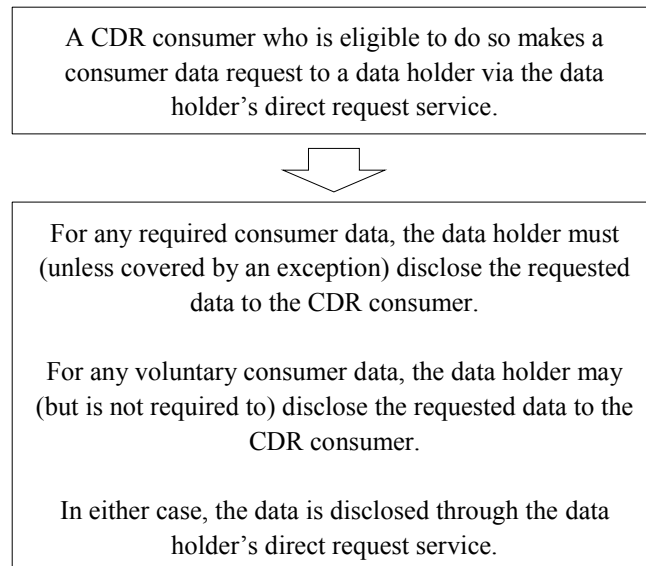 A CDR consumer who is eligible to do so makes a
consumer data request to a data holder via the data
holder’s direct request service.
For any required consumer data, the data holder must
(unless covered by an exception) disclose the requested
data to the CDR consumer.
For any voluntary consumer data, the data holder may
(but is not required to) disclose the requested data to the
CDR consumer.
In either case, the data is disclosed through the data
holder’s direct request service.